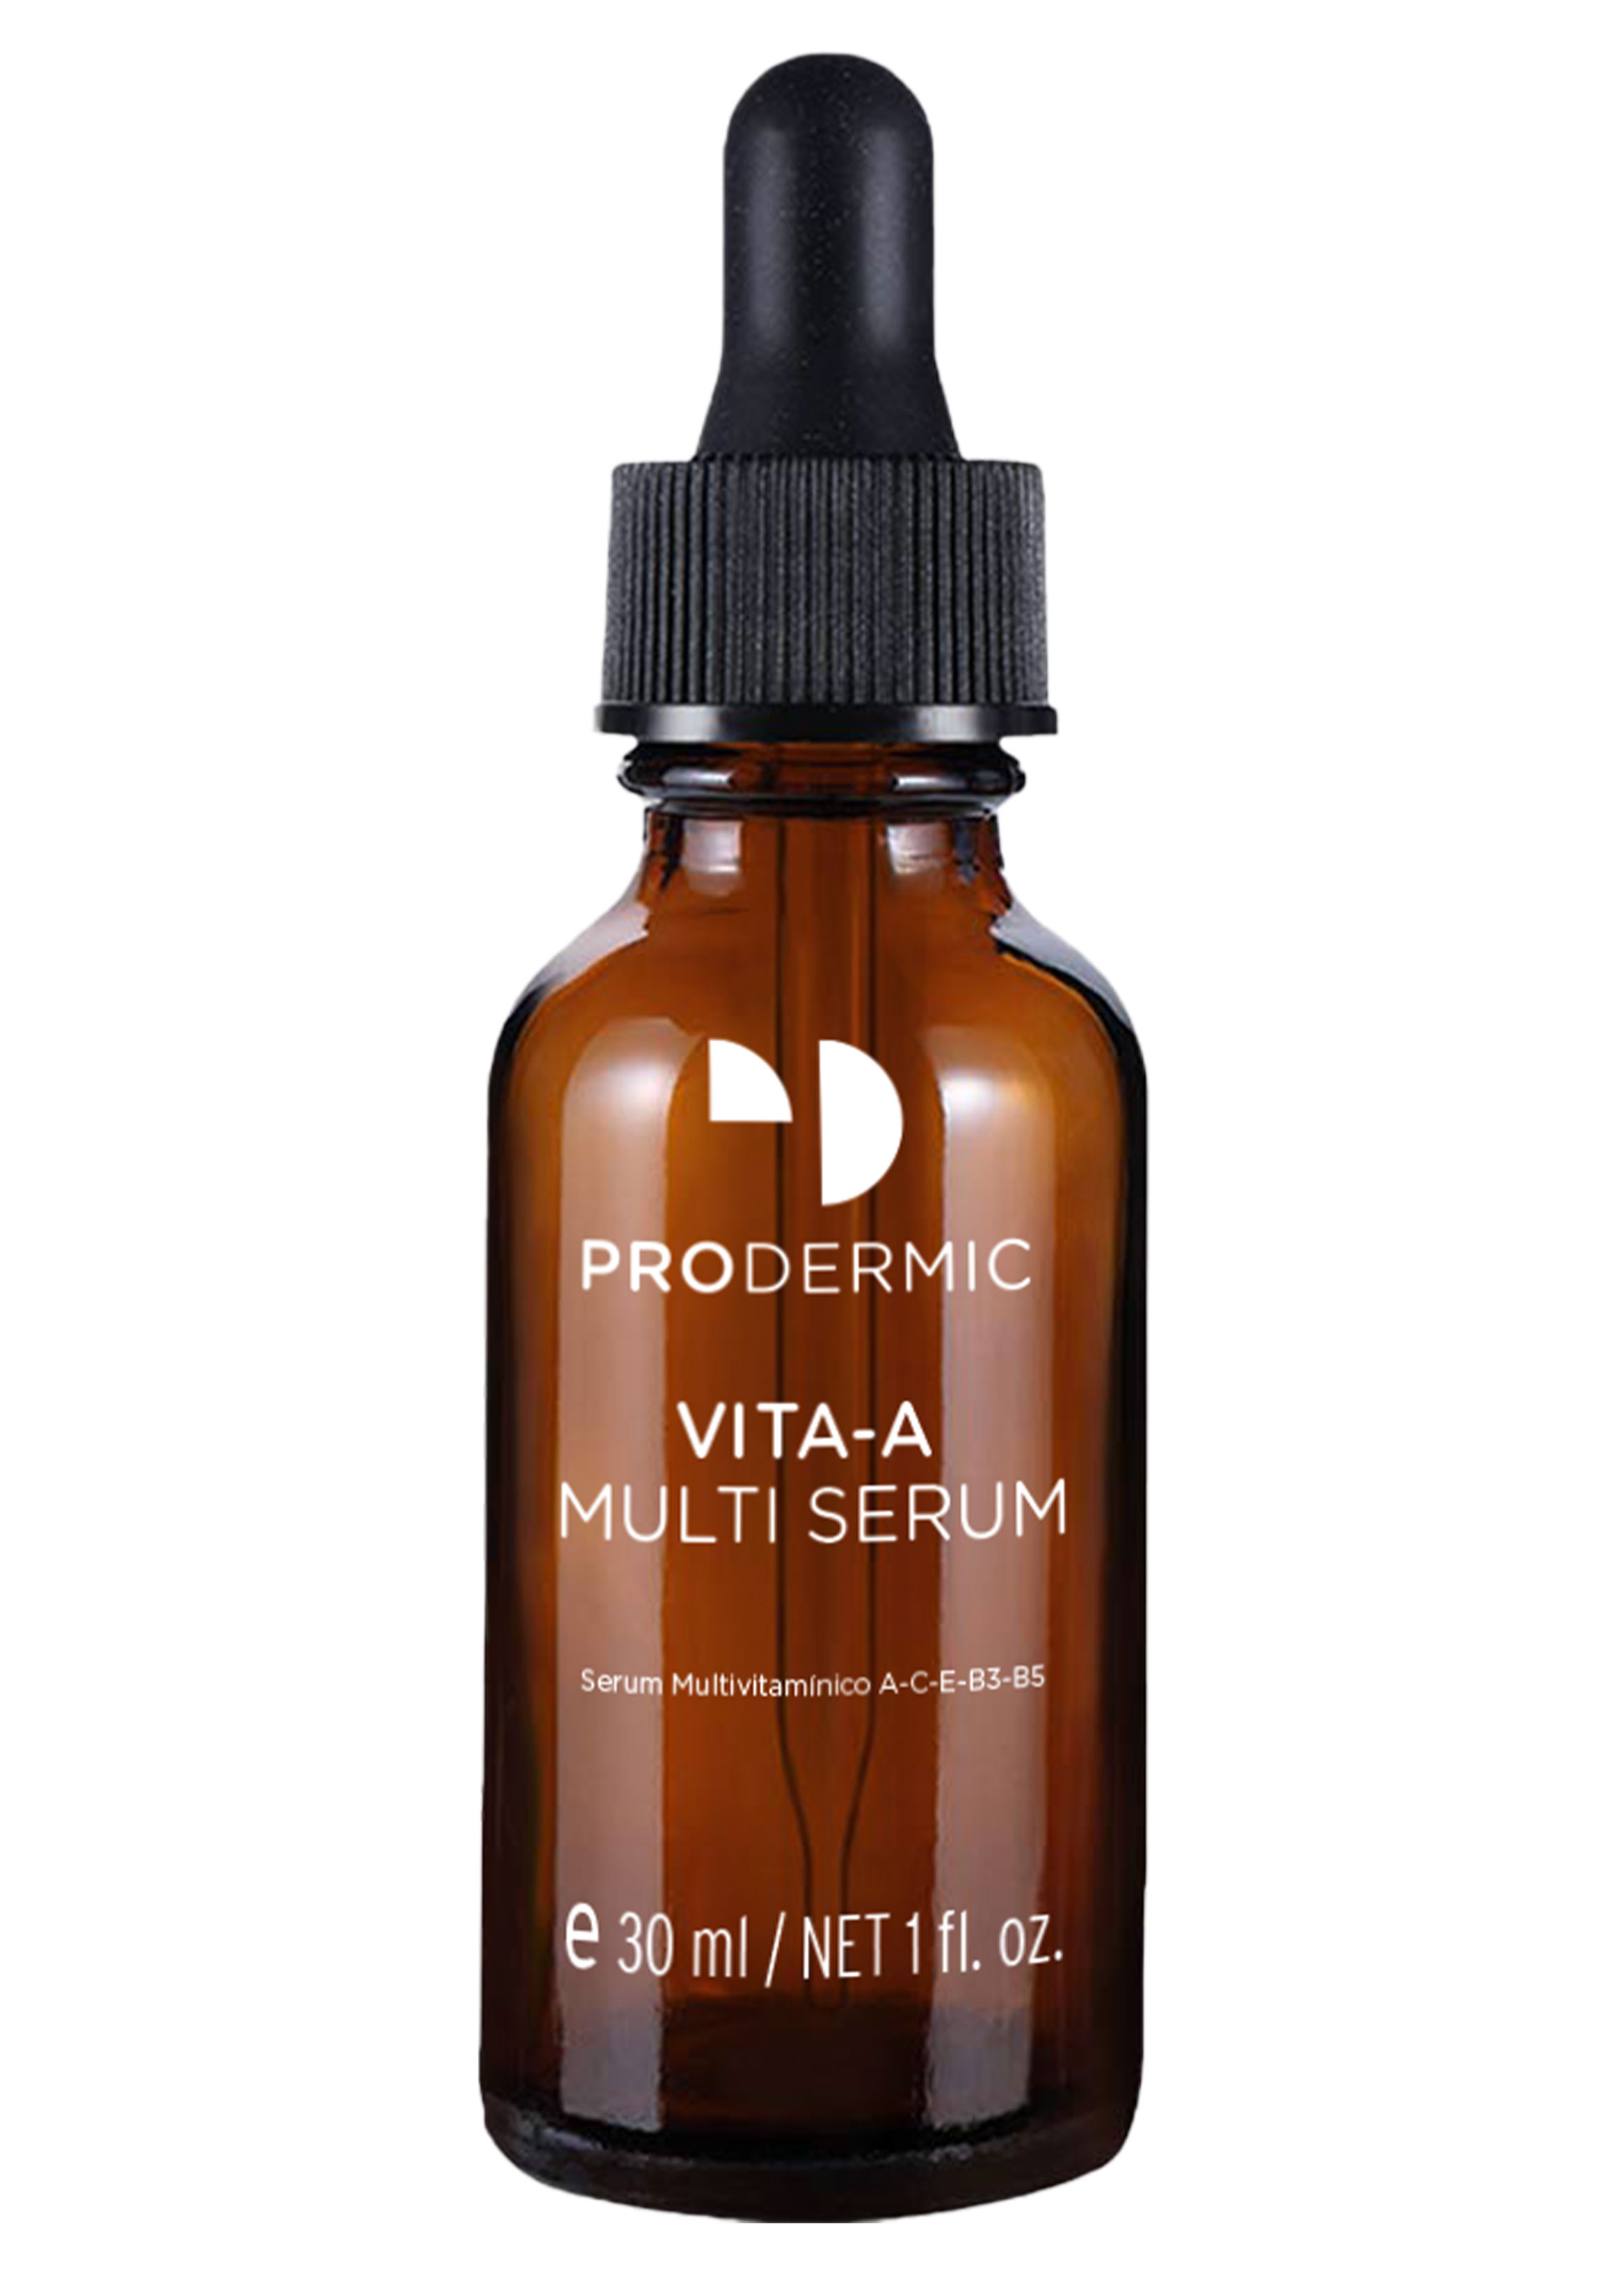 PRODERMIC
VITA-A
MULTI SERUM
Serum Multivitamínico A-C-E-B3-B5
e 30 ml / NET 1 fl. oz.